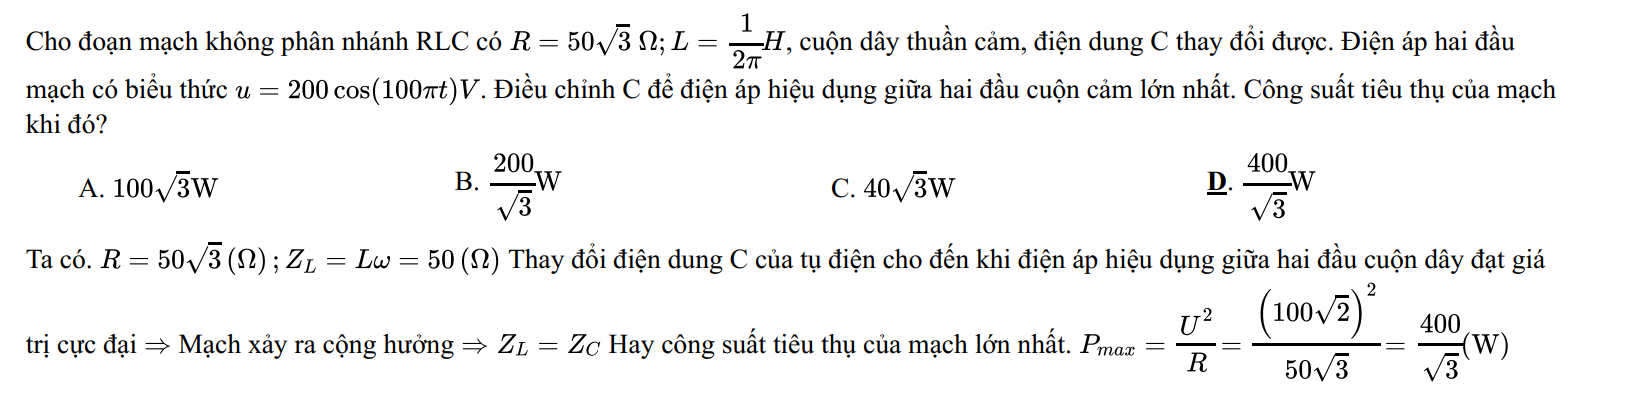 Cho đoạn mạch không phân nhánh RLC có $R = 50\sqrt{3}\,\Omega; L = \frac{1}{2\pi}H$, cuộn dây thuần cảm, điện dung C thay đổi được. Điện áp hai đầu
mạch có biểu thức $u = 200\cos(100\pi t)V$. Điều chỉnh C để điện áp hiệu dụng giữa hai đầu cuộn cảm lớn nhất. Công suất tiêu thụ của mạch
khi đó?
A. $100\sqrt{3}$W B. $\frac{200}{\sqrt{3}}$W C. $40\sqrt{3}$W D. $\frac{400}{\sqrt{3}}$W
Ta có. $R = 50\sqrt{3}\,(\Omega); Z_L = L\omega = 50\,(\Omega)$ Thay đổi điện dung C của tụ điện cho đến khi điện áp hiệu dụng giữa hai đầu cuộn dây đạt giá
trị cực đại $\Rightarrow$ Mạch xảy ra cộng hưởng $\Rightarrow Z_L = Z_C$ Hay công suất tiêu thụ của mạch lớn nhất. $P_{max} = \frac{U^2}{R} = \frac{\left(100\sqrt{2}\right)^2}{50\sqrt{3}} = \frac{400}{\sqrt{3}}$(W)